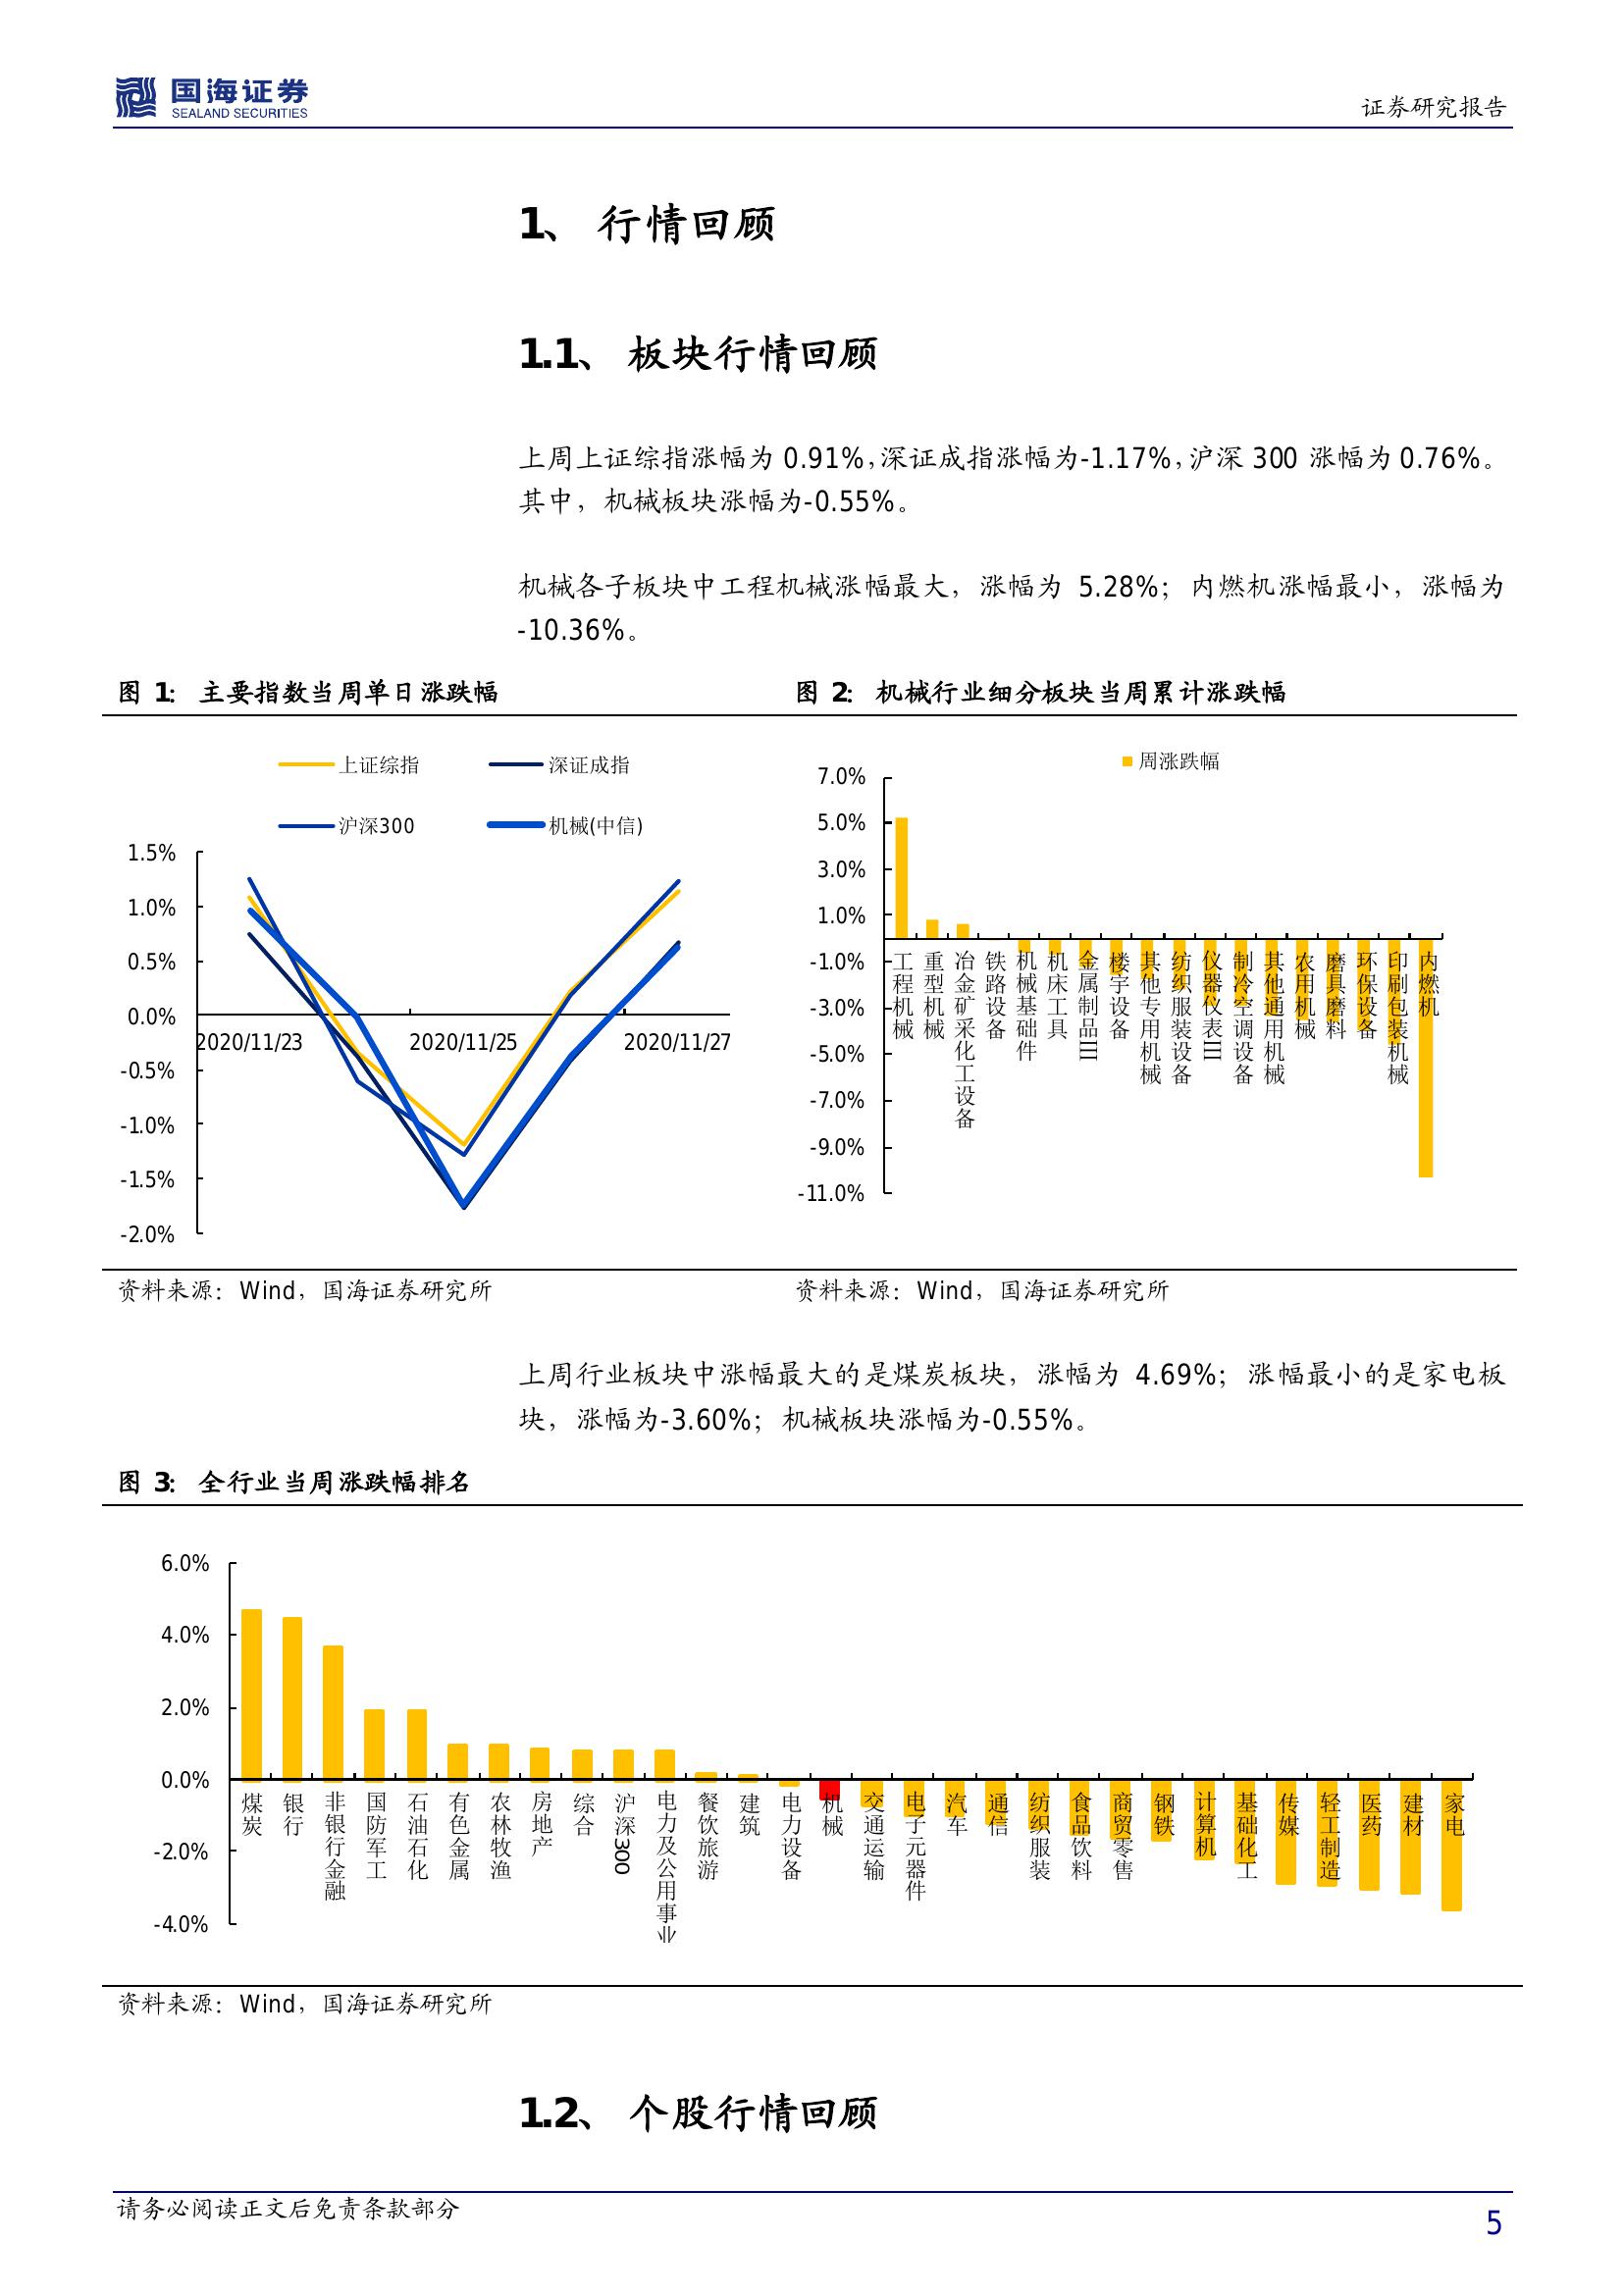 国海证券
SEALAND SECURITIES
证券研究报告
1、 行情回顾
1.1、 板块行情回顾
上周上证综指涨幅为 0.91%,深证成指涨幅为-1.17%,沪深 300 涨幅为 0.76%。
其中，机械板块涨幅为-0.55%。
机械各子板块中工程机械涨幅最大，涨幅为 5.28%；内燃机涨幅最小，涨幅为
-10.36%。
图 1： 主要指数当周单日涨跌幅
上证综指
深证成指
沪深300
机械(中信)
1.5%
1.0%
0.5%
0.0%
-0.5%
-1.0%
-1.5%
-2.0%
2020/11/23
2020/11/25
2020/11/27
资料来源：Wind，国海证券研究所
图 2： 机械行业细分板块当周累计涨跌幅
周涨跌幅
7.0%
5.0%
3.0%
1.0%
-1.0%
-3.0%
-5.0%
-7.0%
-9.0%
-11.0%
工程机械
重型机械
冶金矿采化工设备
铁路设备
机械基础件
机床工具
金属制品III
楼宇设备
其他专用机械
纺织服装设备
仪器仪表III
制冷空调设备
其他通用机械
农用机械
磨具磨料
环保设备
印刷包装机械
内燃机
资料来源：Wind，国海证券研究所
上周行业板块中涨幅最大的是煤炭板块，涨幅为 4.69%；涨幅最小的是家电板
块，涨幅为-3.60%；机械板块涨幅为-0.55%。
图 3： 全行业当周涨跌幅排名
6.0%
4.0%
2.0%
0.0%
-2.0%
-4.0%
煤炭
银行
非银行金融
国防军工
石油石化
有色金属
农林牧渔
房地产
综合
沪深300
电力及公用事业
餐饮旅游
建筑
电力设备
机械
交通运输
电子元器件
汽车
通信
纺织服装
食品饮料
商贸零售
钢铁
计算机
基础化工
传媒
轻工制造
医药
建材
家电
资料来源：Wind，国海证券研究所
1.2、 个股行情回顾
请务必阅读正文后免责条款部分
5